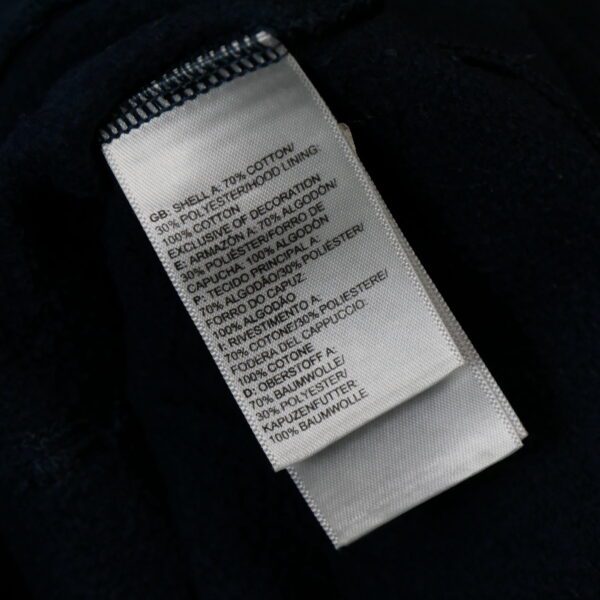 GB: SHELL A: 70% COTTON/
30% POLYESTER/HOOD LINING:
100% COTTON
EXCLUSIVE OF DECORATION
E: ARMAZÓN A: 70% ALGODÓN/
30% POLIÉSTER/FORRO DE
CAPUCHA: 100% ALGODÓN
P: TECIDO PRINCIPAL A:
70% ALGODÃO/30% POLIÉSTER/
FORRO DO CAPUZ:
100% ALGODÃO
I: RIVESTIMENTO A:
70% COTONE/30% POLIESTERE/
FODERA DEL CAPPUCCIO:
100% COTONE
D: OBERSTOFF A:
70% BAUMWOLLE/
30% POLYESTER/
KAPUZENFUTTER:
100% BAUMWOLLE